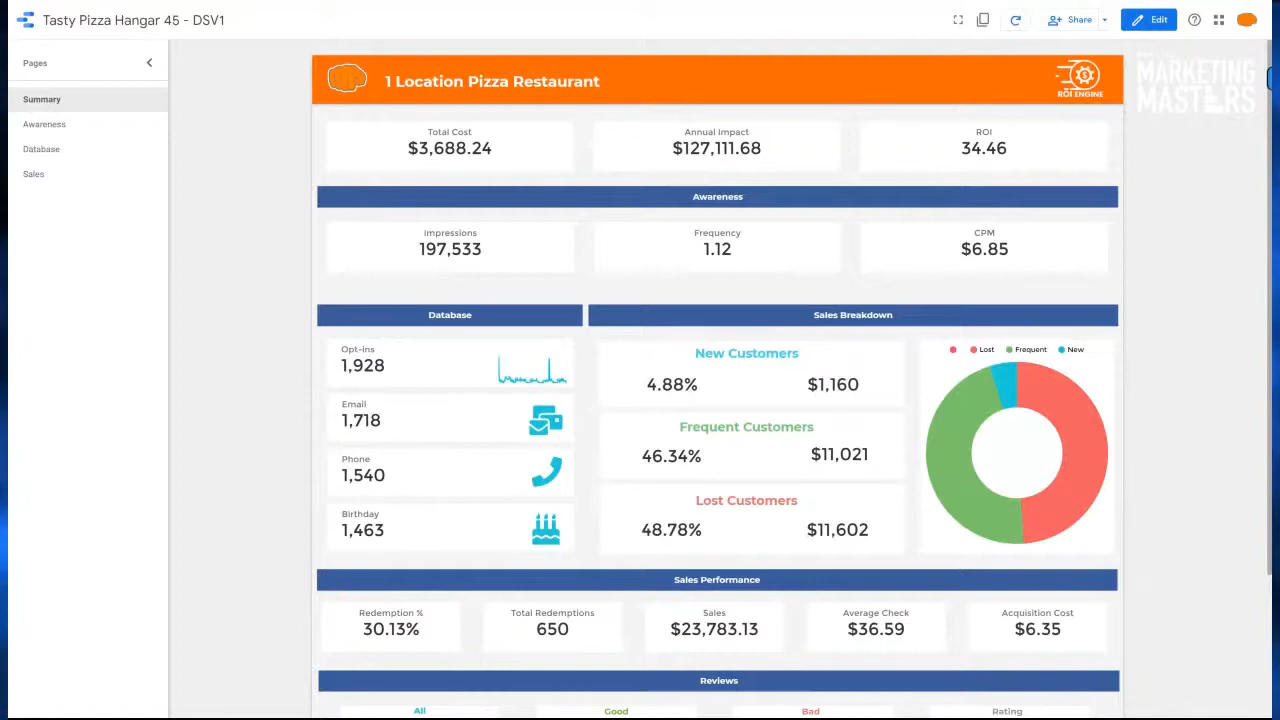 Tasty Pizza Hangar 45 - DSV1
Share
Edit
Pages
Summary
Awareness
Database
Sales
1 Location Pizza Restaurant
ROI ENGINE
MARKETING
MASTERS
Total Cost
$3,688.24
Annual Impact
$127,111.68
ROI
34.46
Awareness
Impressions
197,533
Frequency
1.12
CPM
$6.85
Database
Opt-ins
1,928
Email
1,718
Phone
1,540
Birthday
1,463
Sales Breakdown
New Customers
4.88% $1,160
Frequent Customers
46.34% $11,021
Lost Customers
48.78% $11,602
Lost Frequent New
Sales Performance
Redemption %
30.13%
Total Redemptions
650
Sales
$23,783.13
Average Check
$36.59
Acquisition Cost
$6.35
Reviews
All Good Bad Rating